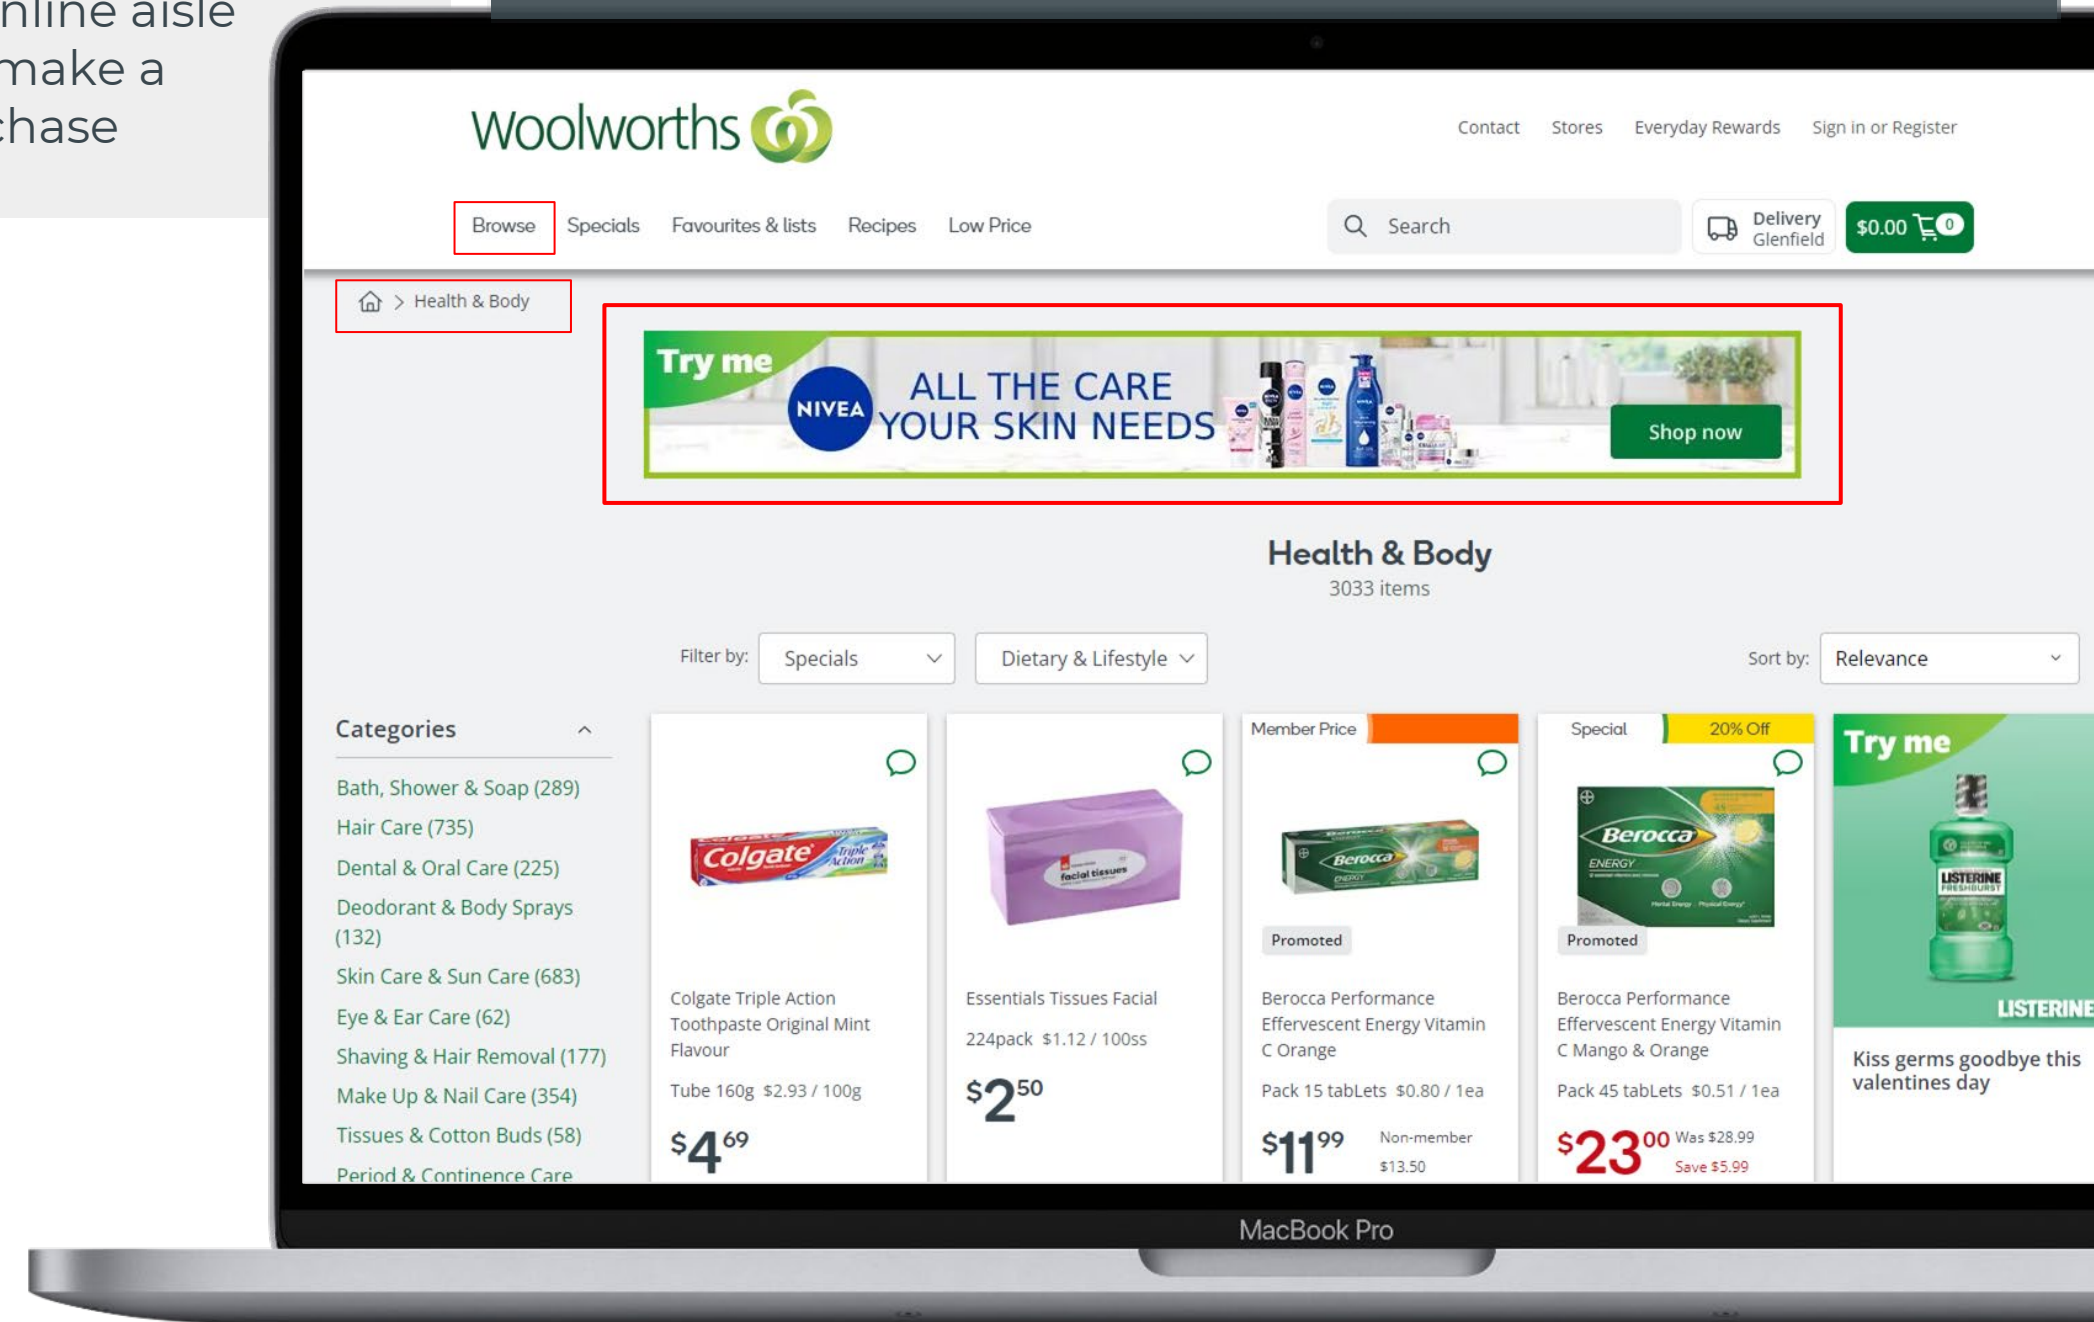 nline aisle
make a
chase
Woolworths
Contact Stores Everyday Rewards Sign in or Register
Browse Specials Favourites & lists Recipes Low Price
Search
Delivery
Glenfield
$0.00 0
> Health & Body
Try me
NIVEA
ALL THE CARE
YOUR SKIN NEEDS
Shop now
Health & Body
3033 items
Filter by: Specials Dietary & Lifestyle Sort by: Relevance
Categories
Bath, Shower & Soap (289)
Hair Care (735)
Dental & Oral Care (225)
Deodorant & Body Sprays
(132)
Skin Care & Sun Care (683)
Eye & Ear Care (62)
Shaving & Hair Removal (177)
Make Up & Nail Care (354)
Tissues & Cotton Buds (58)
Period & Continence Care
Colgate Triple Action
Colgate Triple Action
Toothpaste Original Mint
Flavour
Tube 160g $2.93 / 100g
$4 69
facial tissues
Essentials Tissues Facial
224pack $1.12 / 100ss
$2 50
Member Price
Berocca
ENERGY
Promoted
Berocca Performance
Effervescent Energy Vitamin
C Orange
Pack 15 tabLets $0.80 / 1ea
$11 99 Non-member
$13.50
Special 20% Off
Berocca
ENERGY
Mental Energy Physical Energy
Promoted
Berocca Performance
Effervescent Energy Vitamin
C Mango & Orange
Pack 45 tabLets $0.51 / 1ea
$23 00 Was $28.99
Save $5.99
Try me
LISTERINE
FRESHBURST
LISTERINE
Kiss germs goodbye this
valentines day
MacBook Pro